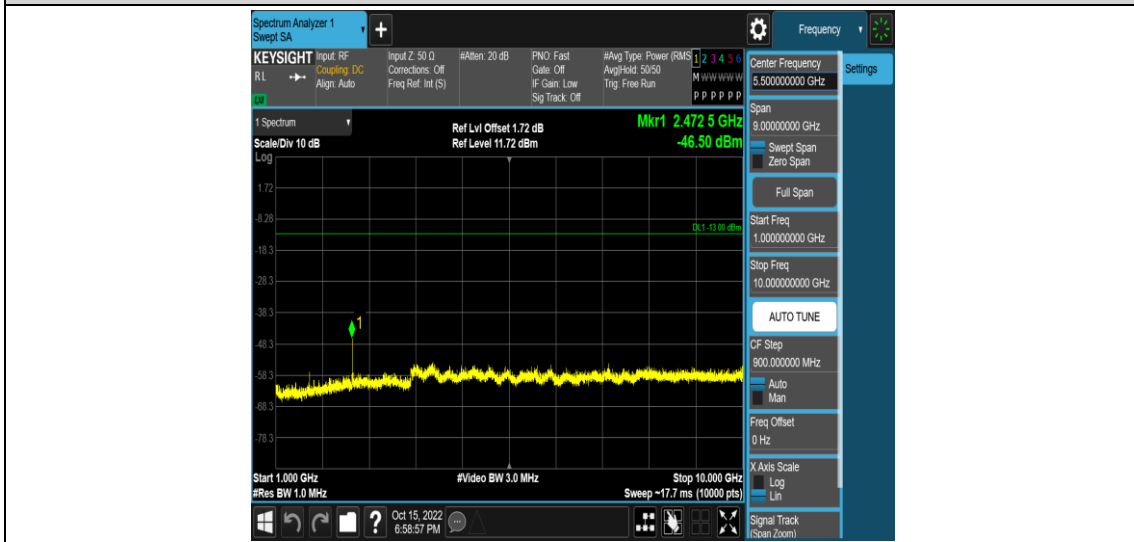 Spectrum Analyzer 1
Swept SA
+
Frequency
KEYSIGHT
RL
Input: RF
Coupling: DC
Align: Auto
Input Z: 50 Ω
Corrections: Off
Freq Ref: Int (S)
#Atten: 20 dB
PNO: Fast
Gate: Off
IF Gain: Low
Sig Track: Off
#Avg Type: Power (RMS
Avg|Hold: 50/50
Trig: Free Run
1 2 3 4 5 6
M W W W W W
P P P P P P
1 Spectrum
Scale/Div 10 dB
Log
Ref Lvl Offset 1.72 dB
Ref Level 11.72 dBm
Mkr1 2.472 5 GHz
-46.50 dBm
1.72
-8.28
DL1 -13.00 dBm
-18.3
-28.3
-38.3
1
-48.3
-58.3
-68.3
-78.3
Start 1.000 GHz
#Res BW 1.0 MHz
#Video BW 3.0 MHz
Stop 10.000 GHz
Sweep ~17.7 ms (10000 pts)
?
Oct 15, 2022
6:58:57 PM
Center Frequency
5.500000000 GHz
Settings
Span
9.00000000 GHz
Swept Span
Zero Span
Full Span
Start Freq
1.000000000 GHz
Stop Freq
10.000000000 GHz
AUTO TUNE
CF Step
900.000000 MHz
Auto
Man
Freq Offset
0 Hz
X Axis Scale
Log
Lin
Signal Track
(Span Zoom)